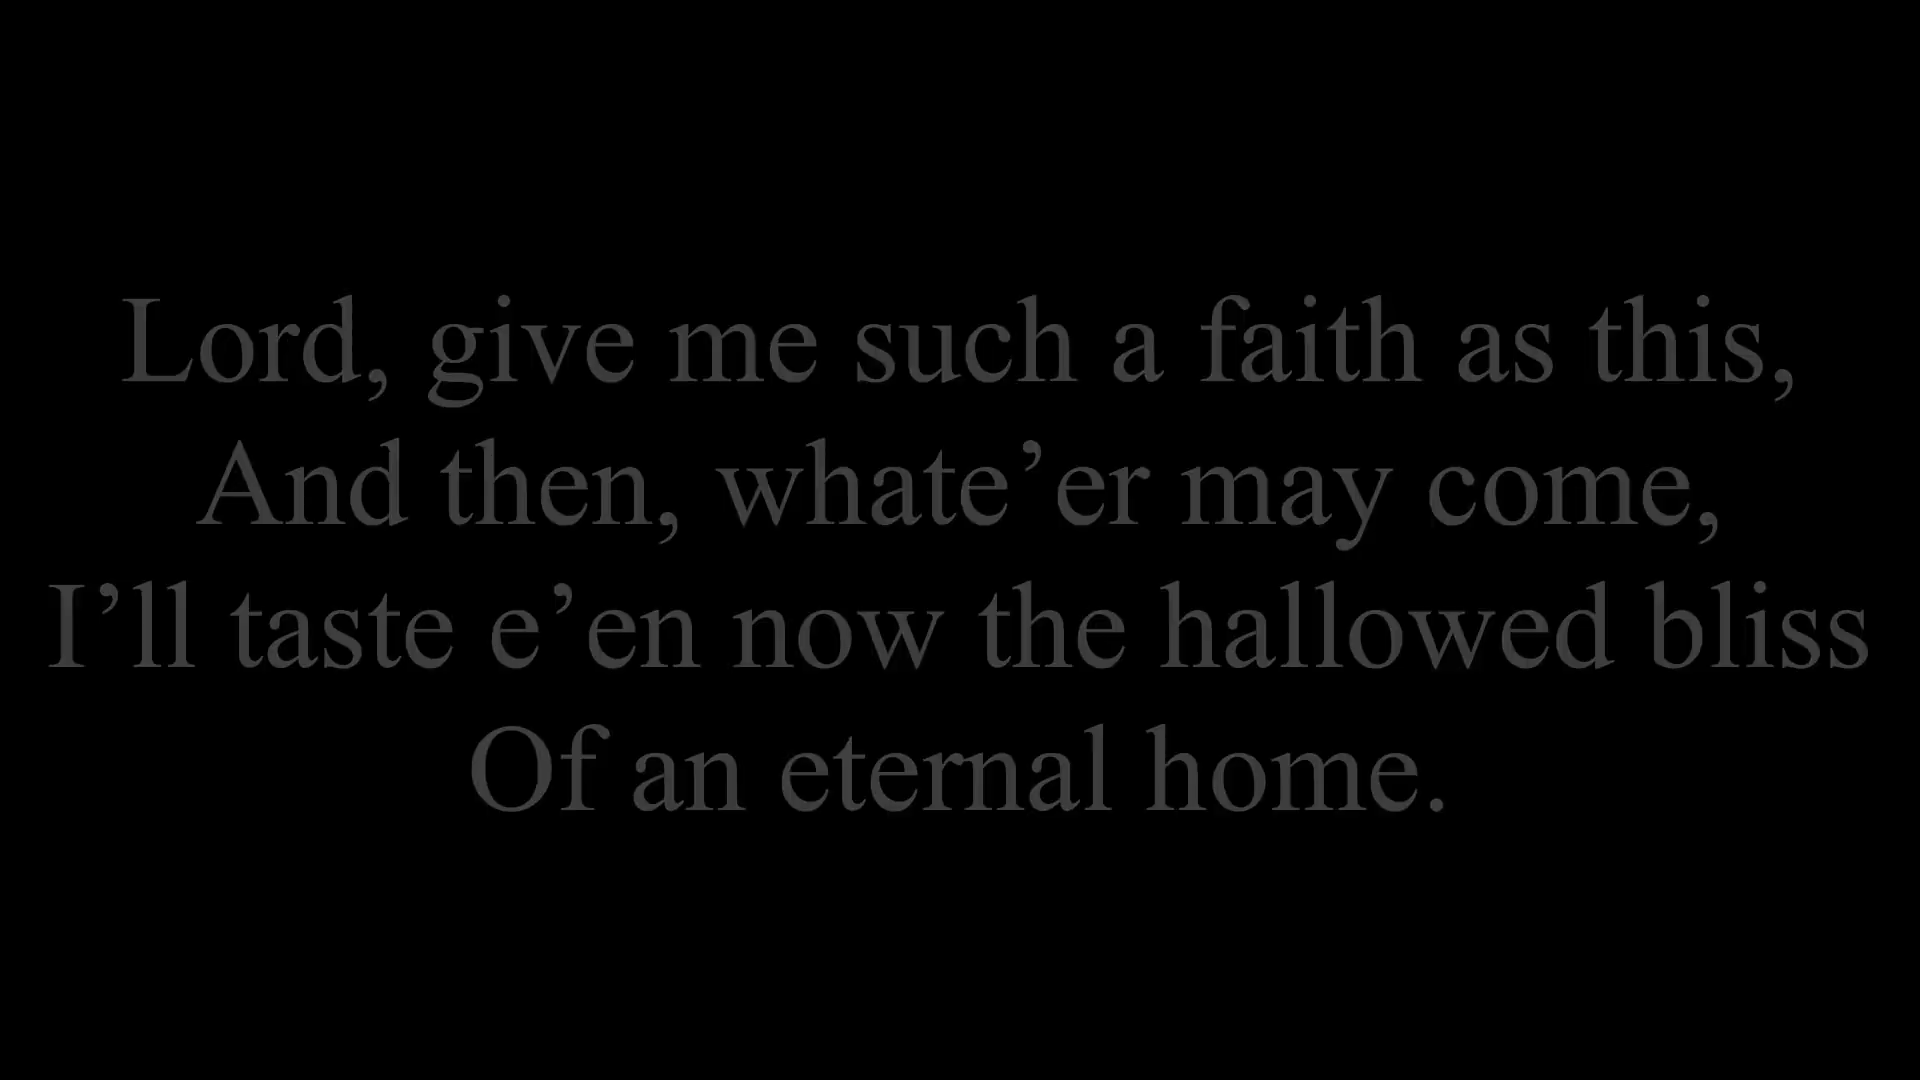 Lord, give me such a faith as this,
And then, whate’er may come,
I’ll taste e’en now the hallowed bliss
Of an eternal home.